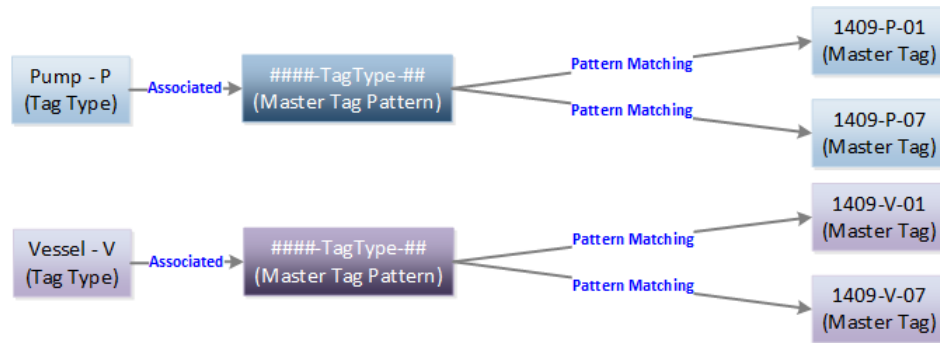 Pump - P
(Tag Type)
Associated
####-TagType-##
(Master Tag Pattern)
Pattern Matching
Pattern Matching
1409-P-01
(Master Tag)
1409-P-07
(Master Tag)
Vessel - V
(Tag Type)
Associated
####-TagType-##
(Master Tag Pattern)
Pattern Matching
Pattern Matching
1409-V-01
(Master Tag)
1409-V-07
(Master Tag)